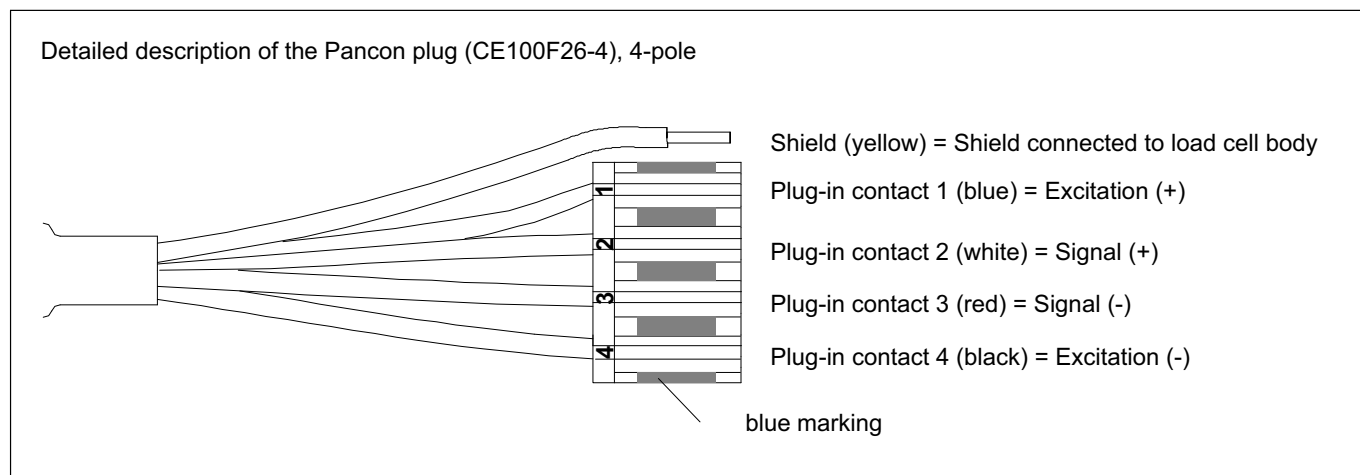 Detailed description of the Pancon plug (CE100F26-4), 4-pole
Shield (yellow) = Shield connected to load cell body
1
Plug-in contact 1 (blue) = Excitation (+)
2
Plug-in contact 2 (white) = Signal (+)
3
Plug-in contact 3 (red) = Signal (-)
4
Plug-in contact 4 (black) = Excitation (-)
blue marking